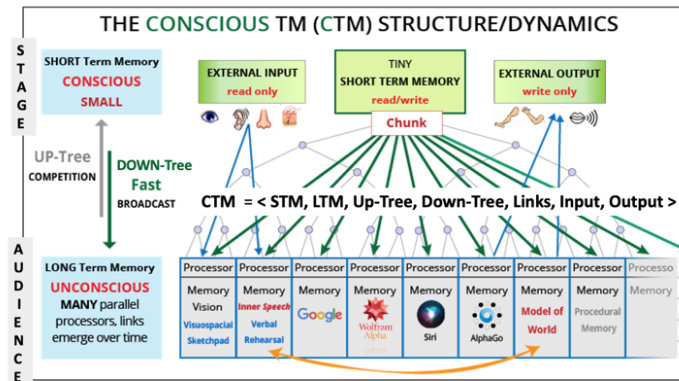 THE CONSCIOUS TM (CTM) STRUCTURE/DYNAMICS
STAGE
SHORT Term Memory
CONSCIOUS
SMALL
EXTERNAL INPUT
read only
TINY
SHORT TERM MEMORY
read/write
Chunk
EXTERNAL OUTPUT
write only
UP-Tree
COMPETITION
DOWN-Tree
Fast
BROADCAST
CTM = < STM, LTM, Up-Tree, Down-Tree, Links, Input, Output >
AUDIENCE
LONG Term Memory
UNCONSCIOUS
MANY parallel
processors, links
emerge over time
Processor Processor Processor Processor Processor Processor Processor Processor Processo
Memory Memory Memory Memory Memory Memory Memory Memory Memory
Vision
Visuospacial
Sketchpad
Inner Speech
Verbal
Rehearsal
Google
Wolfram
Alpha
Siri
AlphaGo
Model of
World
Procedural
Memory